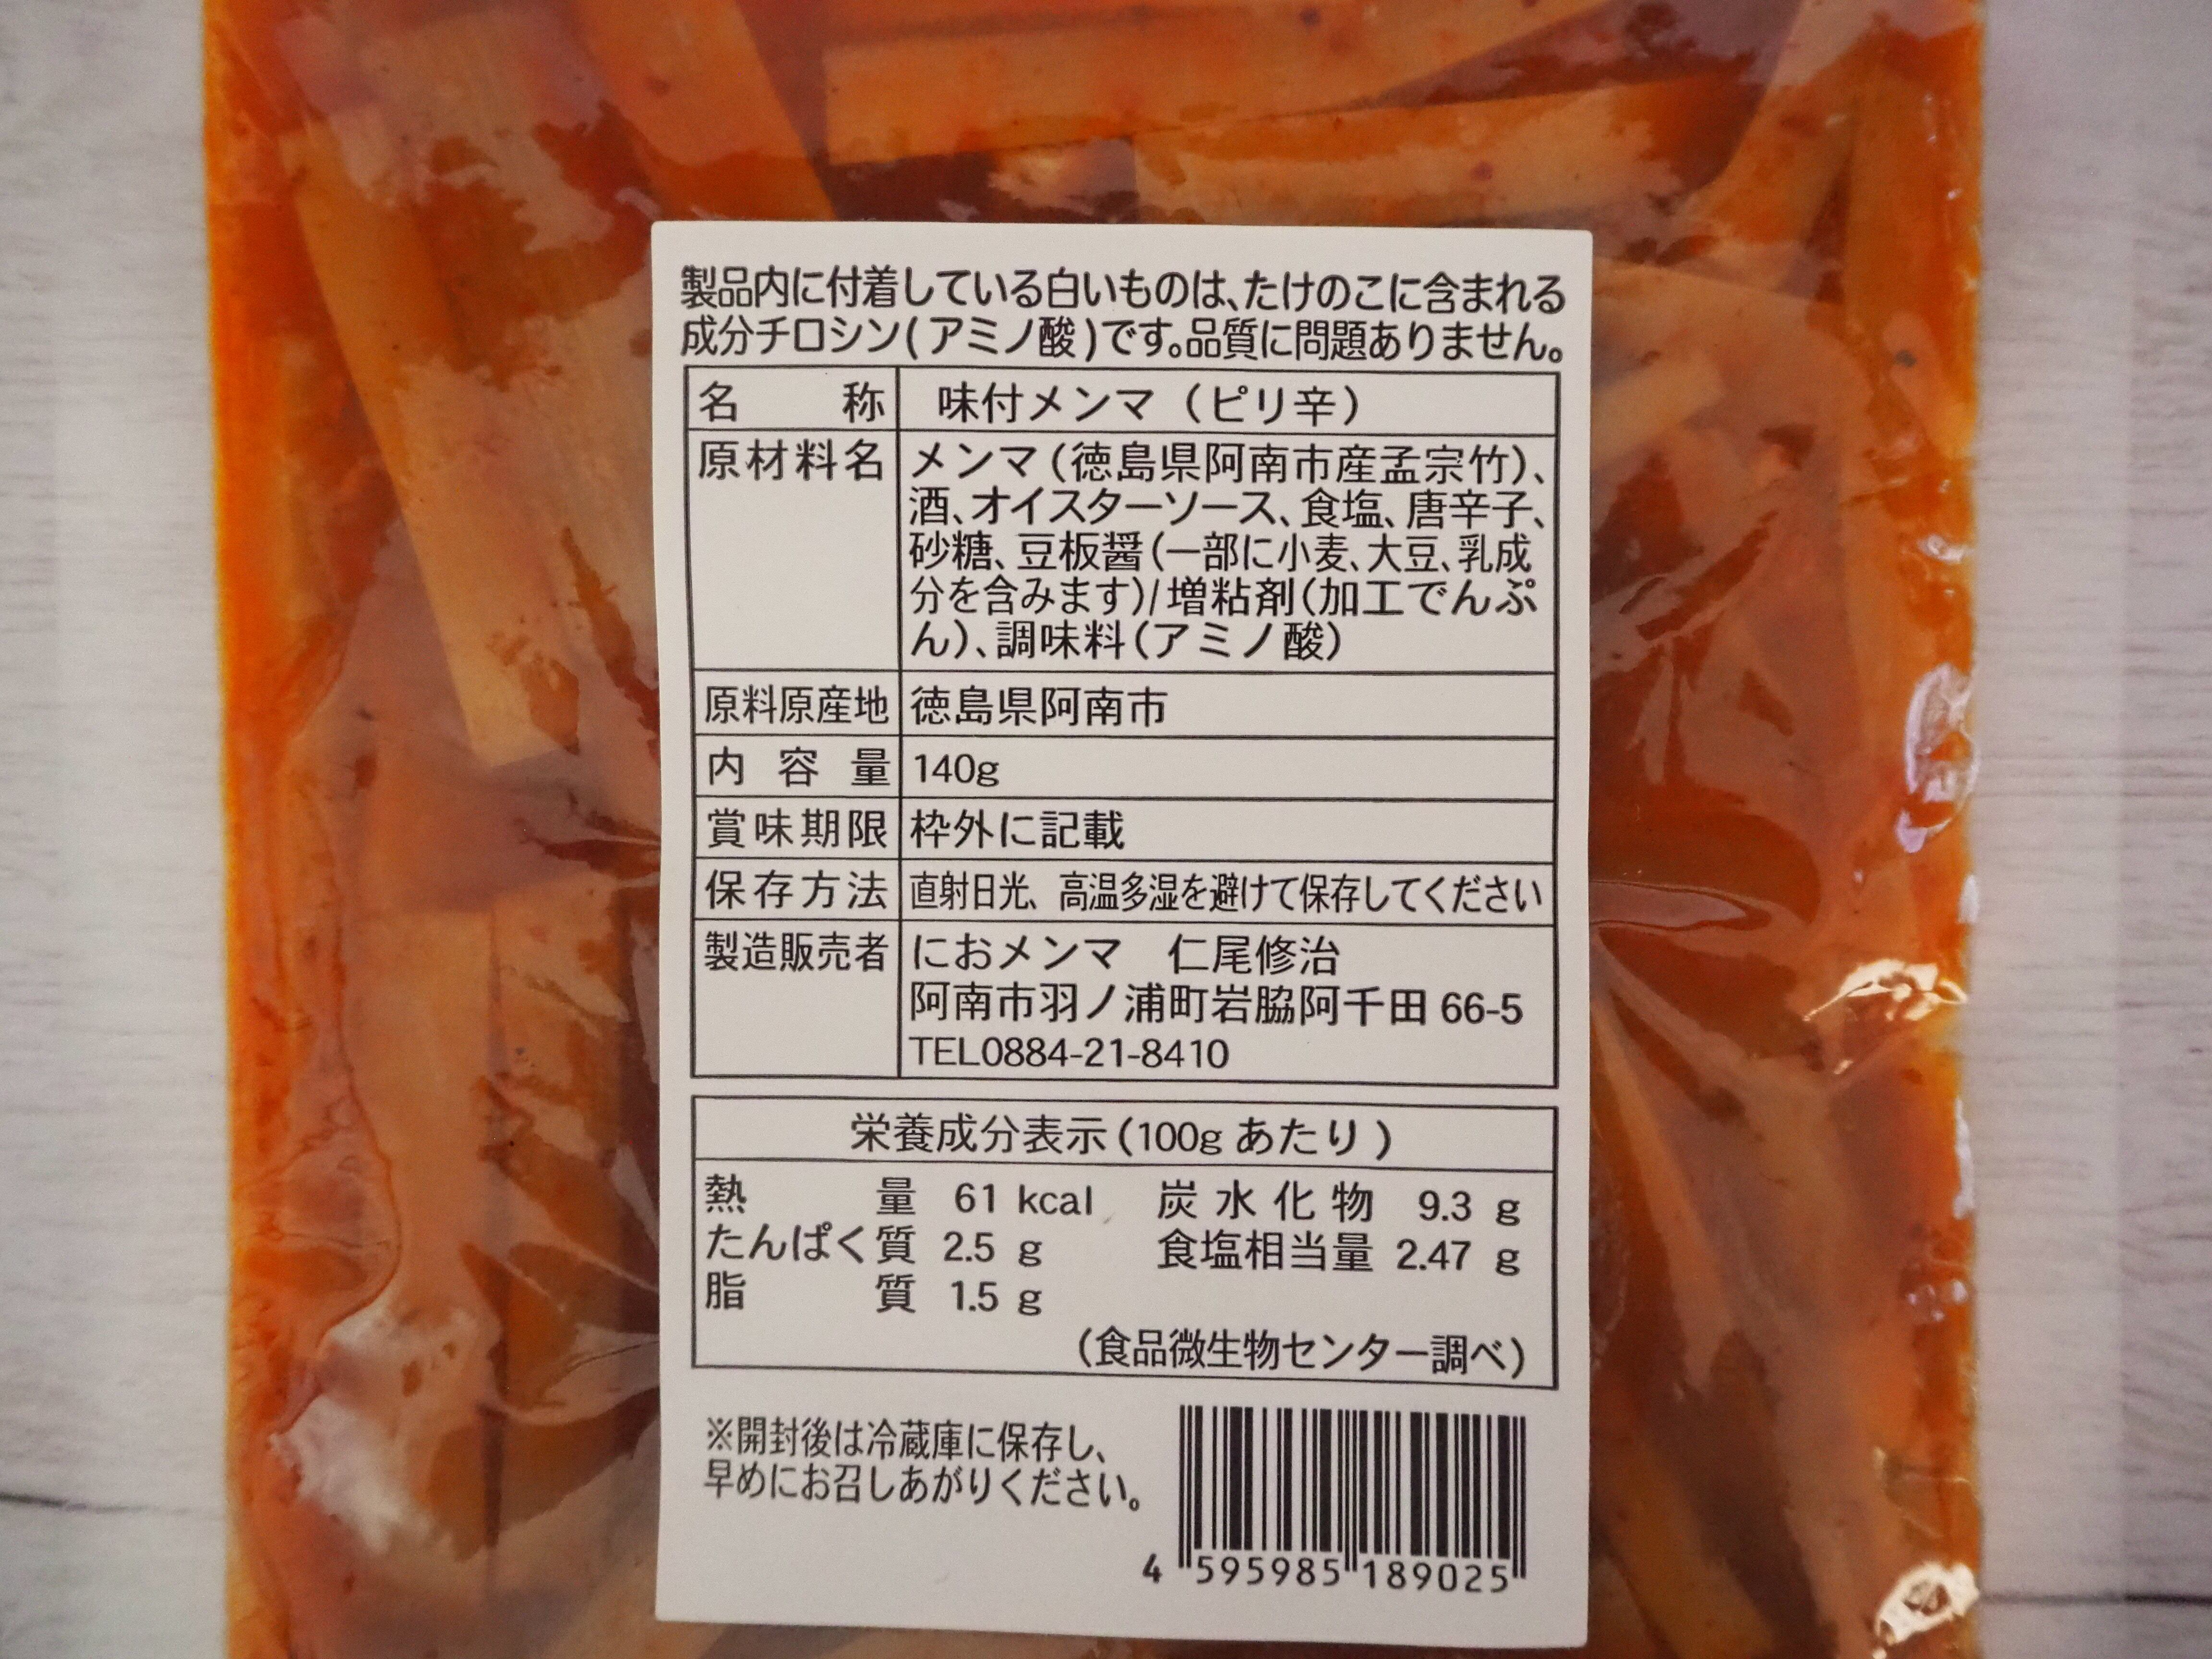 製品内に付着している白いものは、たけのこに含まれる
成分チロシン(アミノ酸)です。品質に問題ありません。
名称 味付メンマ（ピリ辛）
原材料名 メンマ(徳島県阿南市産孟宗竹)、
酒、オイスターソース、食塩、唐辛子、
砂糖、豆板醤(一部に小麦、大豆、乳成
分を含みます)/増粘剤(加工でんぷ
ん)、調味料(アミノ酸)
原料原産地 徳島県阿南市
内容量 140g
賞味期限 枠外に記載
保存方法 直射日光、高温多湿を避けて保存してください
製造販売者 におメンマ　仁尾修治
阿南市羽ノ浦町岩脇阿千田 66-5
TEL0884-21-8410
栄養成分表示(100gあたり)
熱量 61 kcal 炭水化物 9.3 g
たんぱく質 2.5 g 食塩相当量 2.47 g
脂質 1.5 g
(食品微生物センター調べ)
※開封後は冷蔵庫に保存し、
早めにお召しあがりください。
4 595985 189025